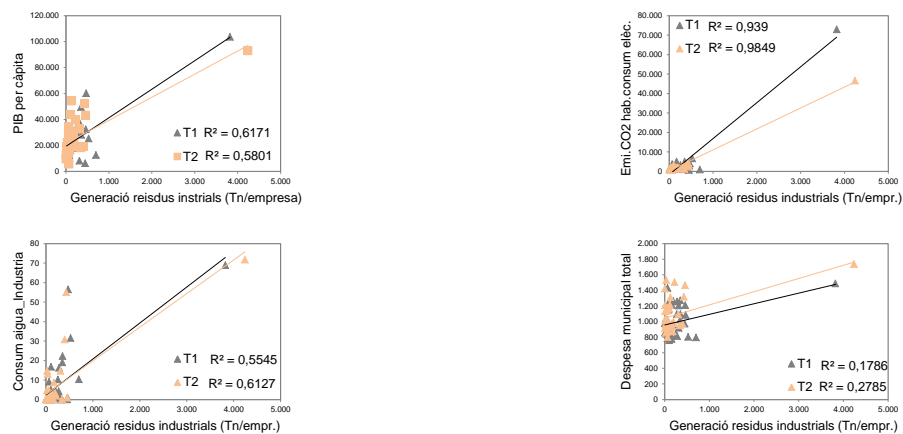 PIB per càpita
120.000
100.000
80.000
60.000
40.000
20.000
0
T1 R² = 0,6171
T2 R² = 0,5801
0 1.000 2.000 3.000 4.000 5.000
Generació reisdus instrials (Tn/empresa)
Emi.CO2 hab.consum elèc.
80.000
70.000
60.000
50.000
40.000
30.000
20.000
10.000
0
T1 R² = 0,939
T2 R² = 0,9849
0 1.000 2.000 3.000 4.000 5.000
Generació residus industrials (Tn/empr.)
Consum aigua_Industria
80
70
60
50
40
30
20
10
0
T1 R² = 0,5545
T2 R² = 0,6127
0 1.000 2.000 3.000 4.000 5.000
Generació residus industrials (Tn/empr.)
Despesa municipal total
2.000
1.800
1.600
1.400
1.200
1.000
800
600
400
200
0
T1 R² = 0,1786
T2 R² = 0,2785
0 1.000 2.000 3.000 4.000 5.000
Generació residus industrials (Tn/empr.)